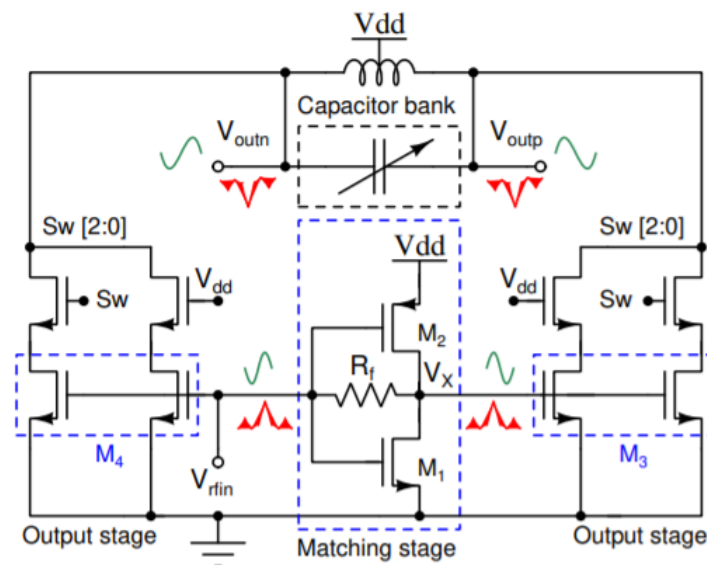 Vdd
Capacitor bank
Voutn
Voutp
Sw [2:0]
Sw [2:0]
Vdd
Sw
Vdd
Vdd
Sw
M2
Rf
VX
M4
M1
M3
Vrfin
Output stage
Matching stage
Output stage